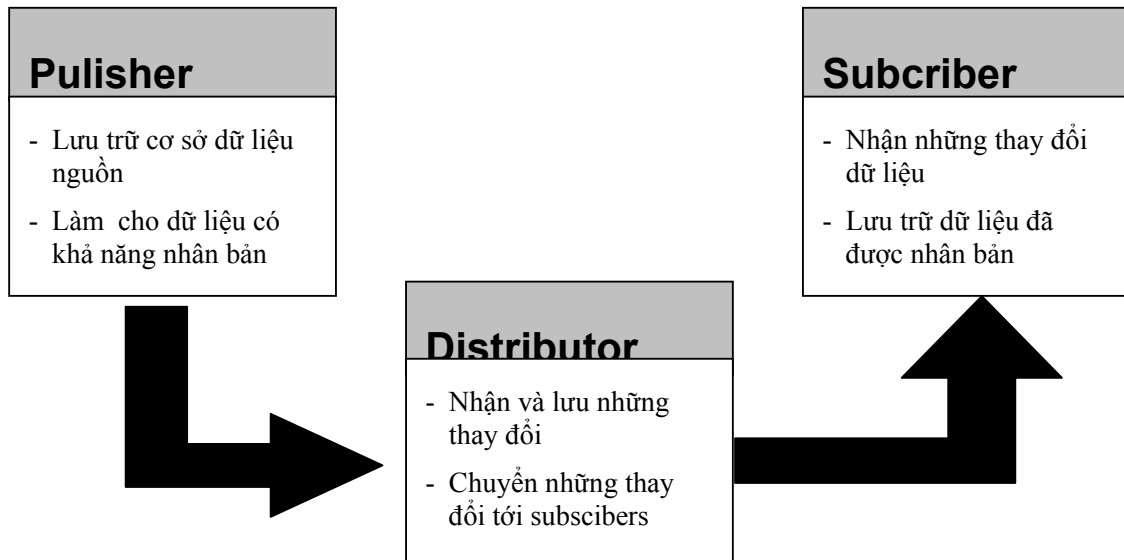 Pulisher
- Lưu trữ cơ sở dữ liệu
nguồn
- Làm cho dữ liệu có
khả năng nhân bản
Subcriber
- Nhận những thay đổi
dữ liệu
- Lưu trữ dữ liệu đã
được nhân bản
Distributor
- Nhận và lưu những
thay đổi
- Chuyển những thay
đổi tới subscibers